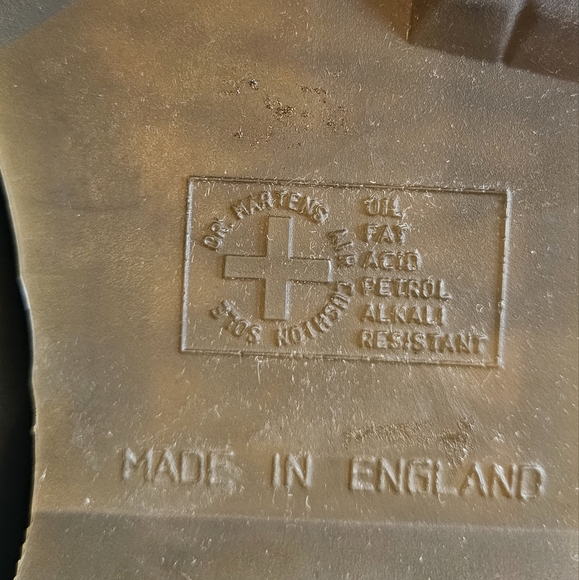 DR. MARTENS AIR CUSHION SOLE
OIL
FAT
ACID
PETROL
ALKALI
RESISTANT
MADE IN ENGLAND